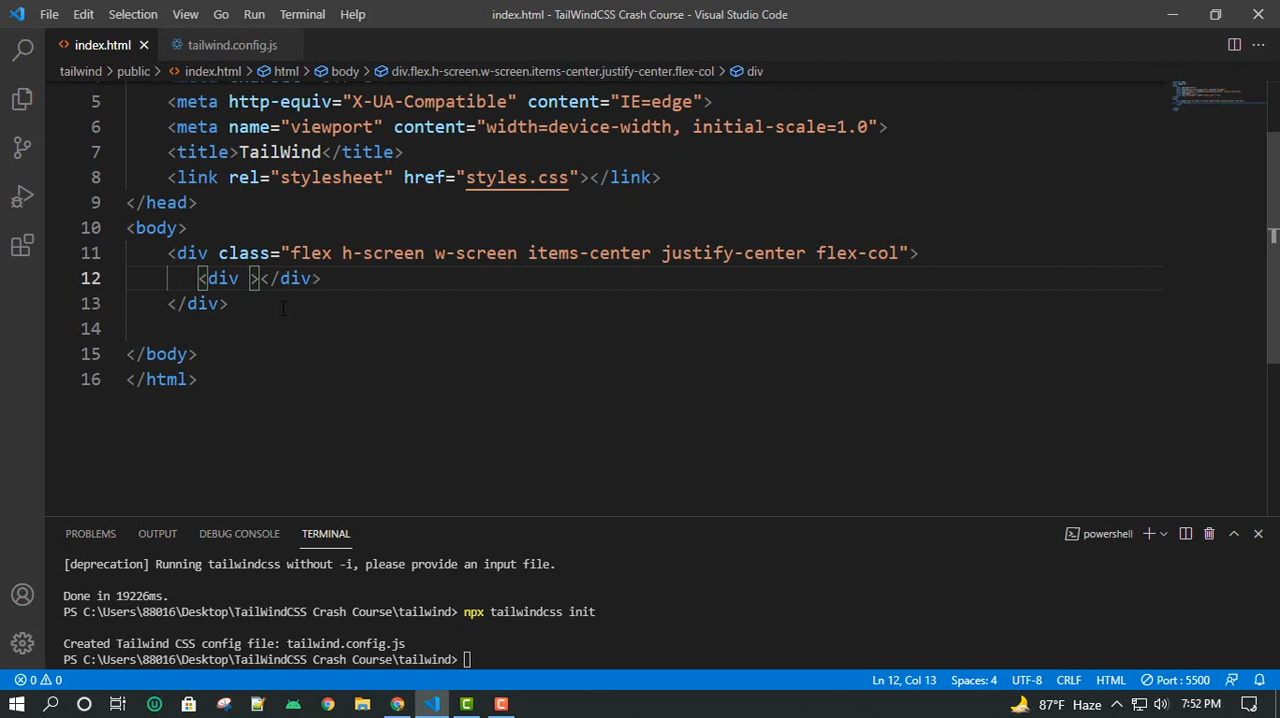 File Edit Selection View Go Run Terminal Help index.html - TailWindCSS Crash Course - Visual Studio Code
index.html tailwind.config.js
tailwind > public > index.html > html > body > div.flex.h-screen.w-screen.items-center.justify-center.flex-col > div
5 <meta http-equiv="X-UA-Compatible" content="IE=edge">
6 <meta name="viewport" content="width=device-width, initial-scale=1.0">
7 <title>TailWind</title>
8 <link rel="stylesheet" href="styles.css"></link>
9 </head>
10 <body>
11 <div class="flex h-screen w-screen items-center justify-center flex-col">
12 <div ></div>
13 </div>
14
15 </body>
16 </html>
PROBLEMS OUTPUT DEBUG CONSOLE TERMINAL powershell
[deprecation] Running tailwindcss without -i, please provide an input file.
Done in 19226ms.
PS C:\Users\88016\Desktop\TailWindCSS Crash Course\tailwind> npx tailwindcss init
Created Tailwind CSS config file: tailwind.config.js
PS C:\Users\88016\Desktop\TailWindCSS Crash Course\tailwind>
0 0 Ln 12, Col 13 Spaces: 4 UTF-8 CRLF HTML Port : 5500
87°F Haze 7:52 PM